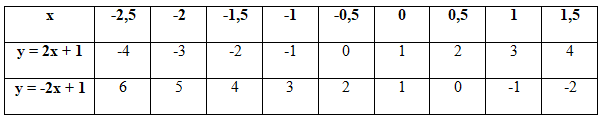 x -2,5 -2 -1,5 -1 -0,5 0 0,5 1 1,5
y = 2x + 1 -4 -3 -2 -1 0 1 2 3 4
y = -2x + 1 6 5 4 3 2 1 0 -1 -2